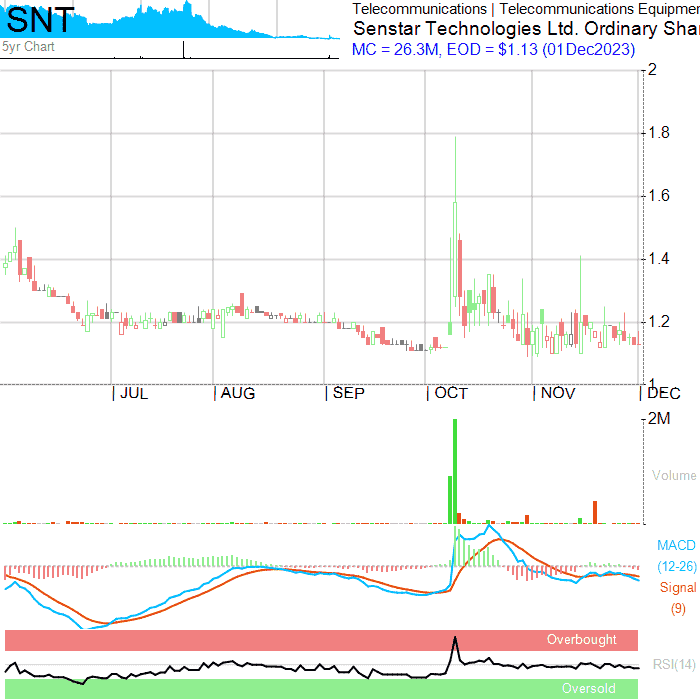 SNT
5yr Chart
Telecommunications | Telecommunications Equipmen
Senstar Technologies Ltd. Ordinary Shar
MC = 26.3M, EOD = $1.13 (01Dec2023)
2
1.8
1.6
1.4
1.2
1
JUL AUG SEP OCT NOV DEC
2M
Volume
MACD
(12-26)
Signal
(9)
Overbought
RSI(14)
Oversold